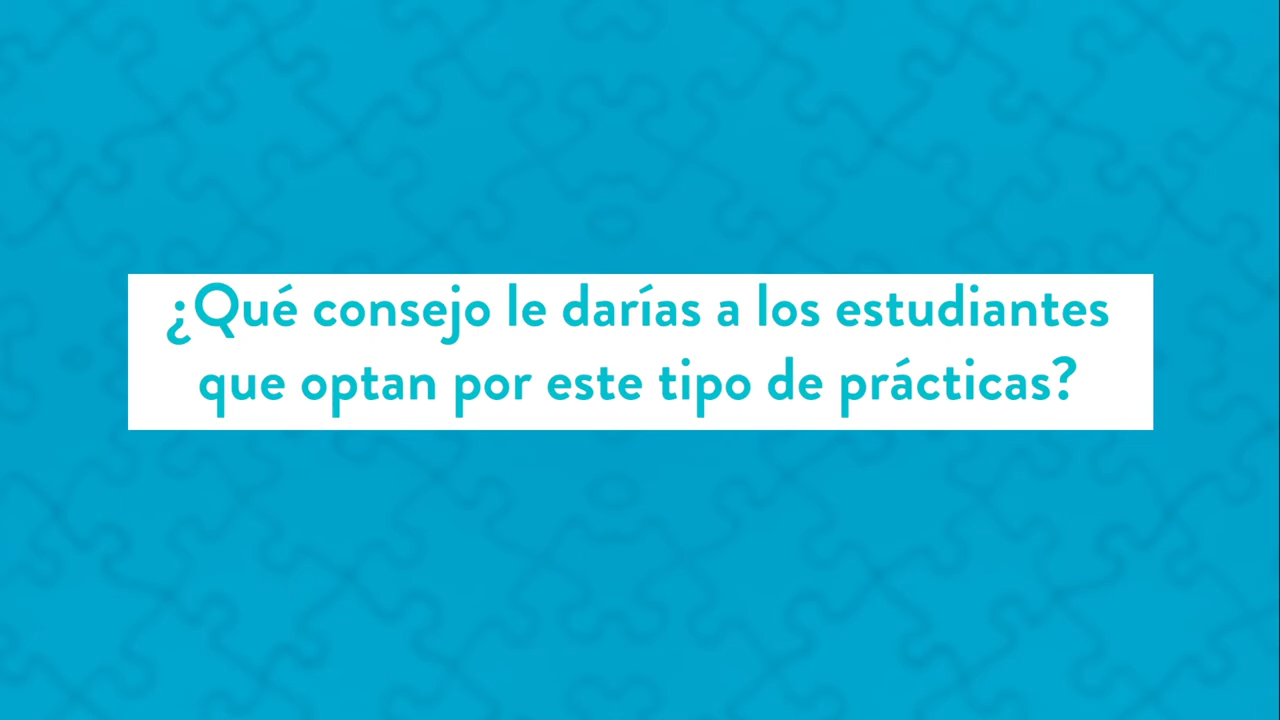 ¿Qué consejo le darías a los estudiantes
que optan por este tipo de prácticas?